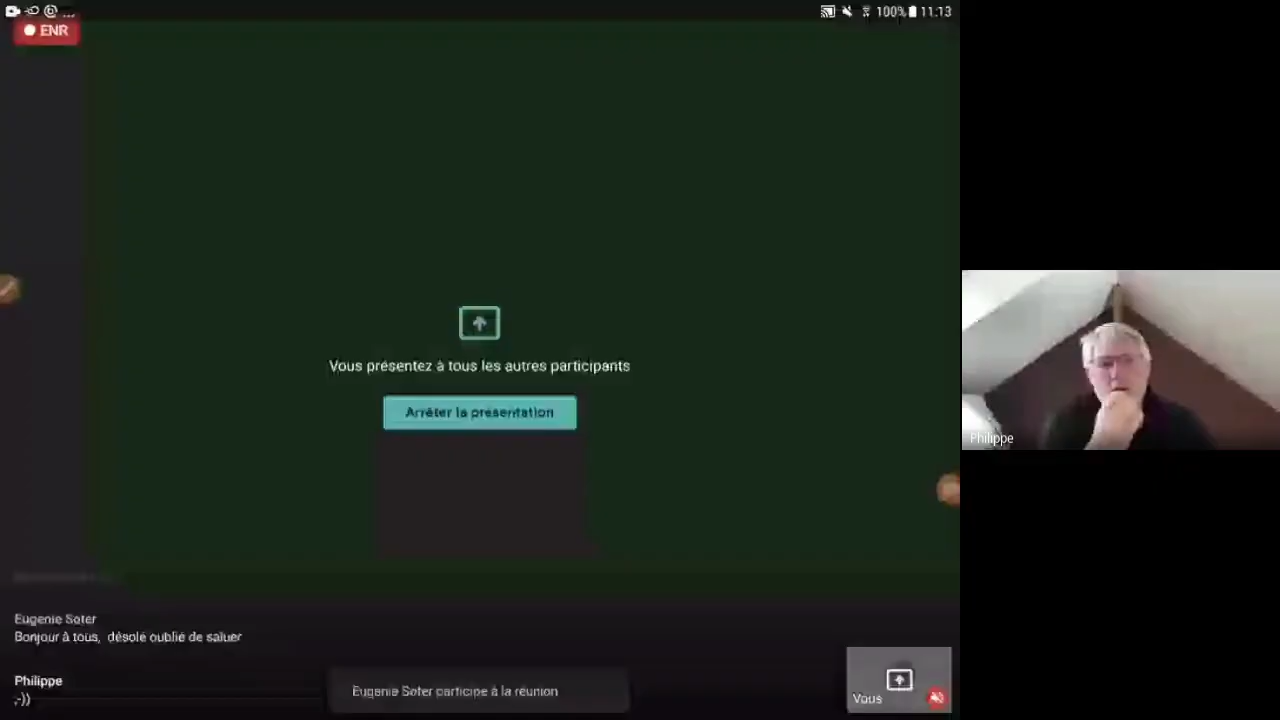 100% 11:13
ENR
Vous présentez à tous les autres participants
Arrêter la présentation
Eugenie Soter
Bonjour à tous, désolé oublié de saluer
Philippe
;-))
Eugenie Soter participe à la réunion
Vous
Philippe